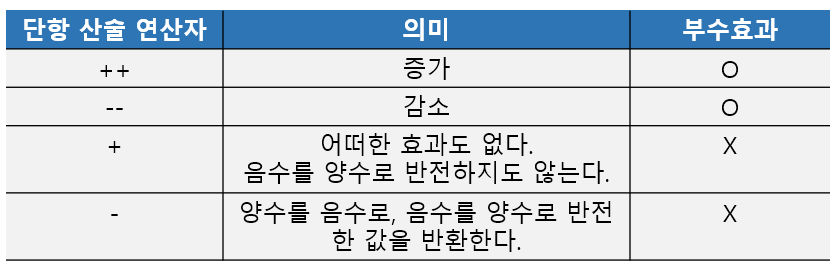 단항 산술 연산자 의미 부수효과
++ 증가 O
-- 감소 O
+ 어떠한 효과도 없다. X
음수를 양수로 반전하지도 않는다.
- 양수를 음수로, 음수를 양수로 반전 X
한 값을 반환한다.